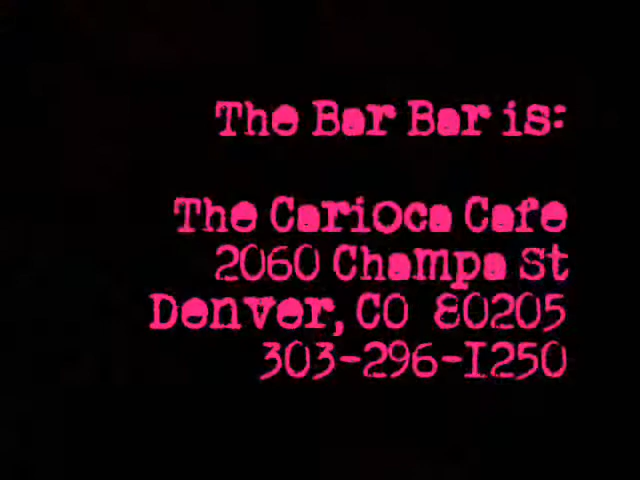 The Bar Bar is:
The Carioca Cafe
2060 Champa St
Denver, CO 80205
303-296-1250